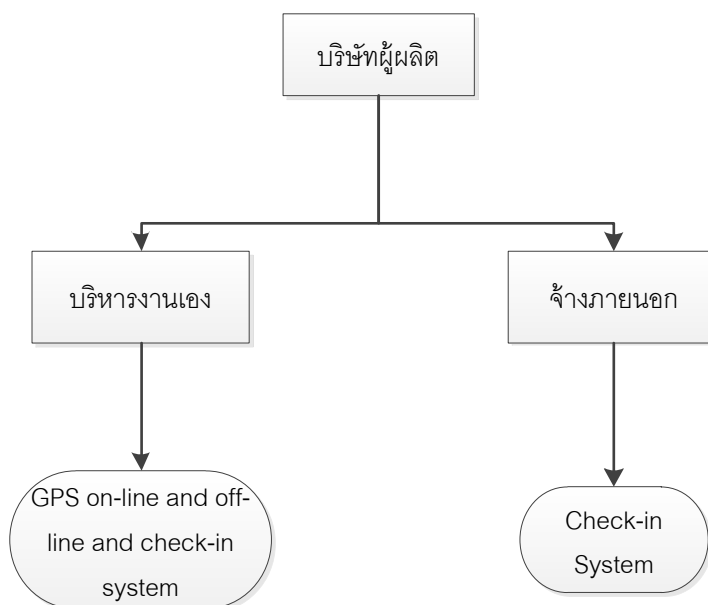 บริษัทผู้ผลิต
บริหารงานเอง
จ้างภายนอก
GPS on-line and off-
line and check-in
system
Check-in
System